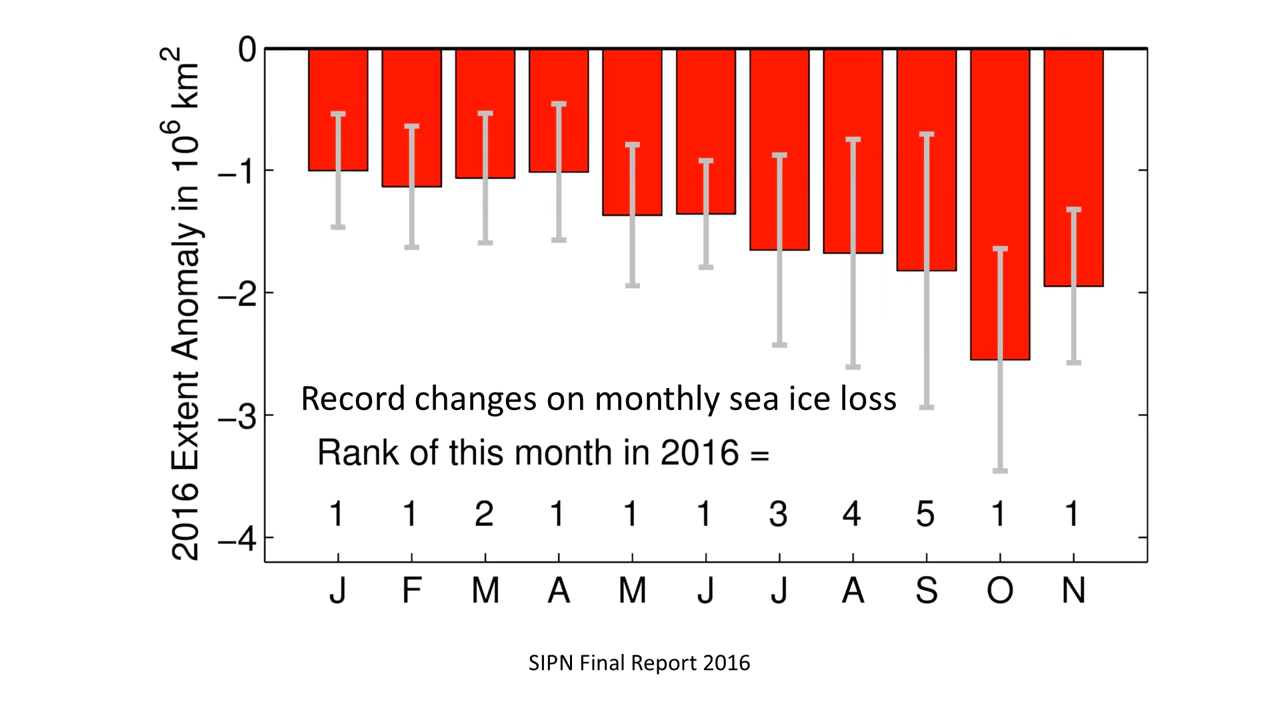 2016 Extent Anomaly in 10⁶ km²
0
−1
−2
−3
−4
Record changes on monthly sea ice loss
Rank of this month in 2016 =
1 1 2 1 1 1 3 4 5 1 1
J F M A M J J A S O N
SIPN Final Report 2016